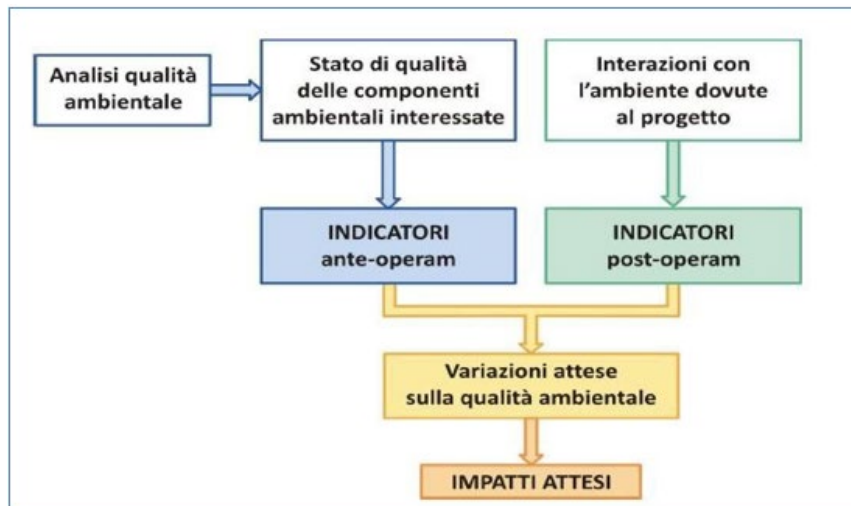 Analisi qualità
ambientale
Stato di qualità
delle componenti
ambientali interessate
Interazioni con
l’ambiente dovute
al progetto
INDICATORI
ante-operam
INDICATORI
post-operam
Variazioni attese
sulla qualità ambientale
IMPATTI ATTESI